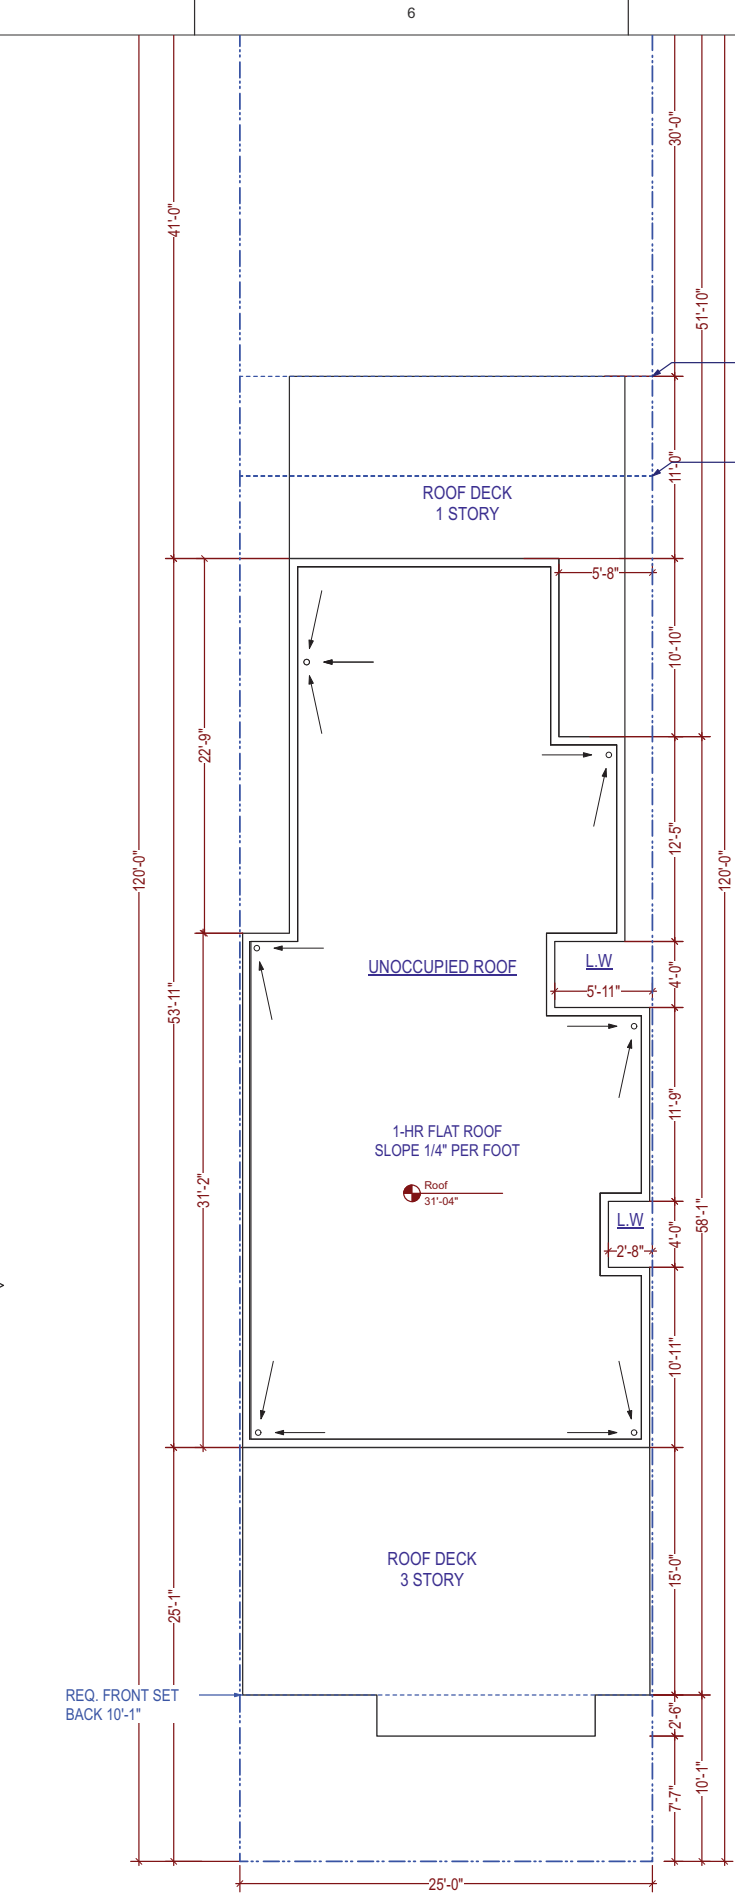 6
30'-0"
41'-0"
51'-10"
11'-0"
ROOF DECK
1 STORY
5'-8"
10'-10"
22'-9"
12'-5"
120'-0"
120'-0"
UNOCCUPIED ROOF
L.W
4'-0"
5'-11"
53'-11"
11'-9"
1-HR FLAT ROOF
SLOPE 1/4" PER FOOT
Roof
31'-04"
31'-2"
L.W
58'-1"
4'-0"
2'-8"
10'-11"
ROOF DECK
3 STORY
15'-0"
25'-1"
REQ. FRONT SET
BACK 10'-1"
2'-6"
10'-1"
7'-7"
25'-0"